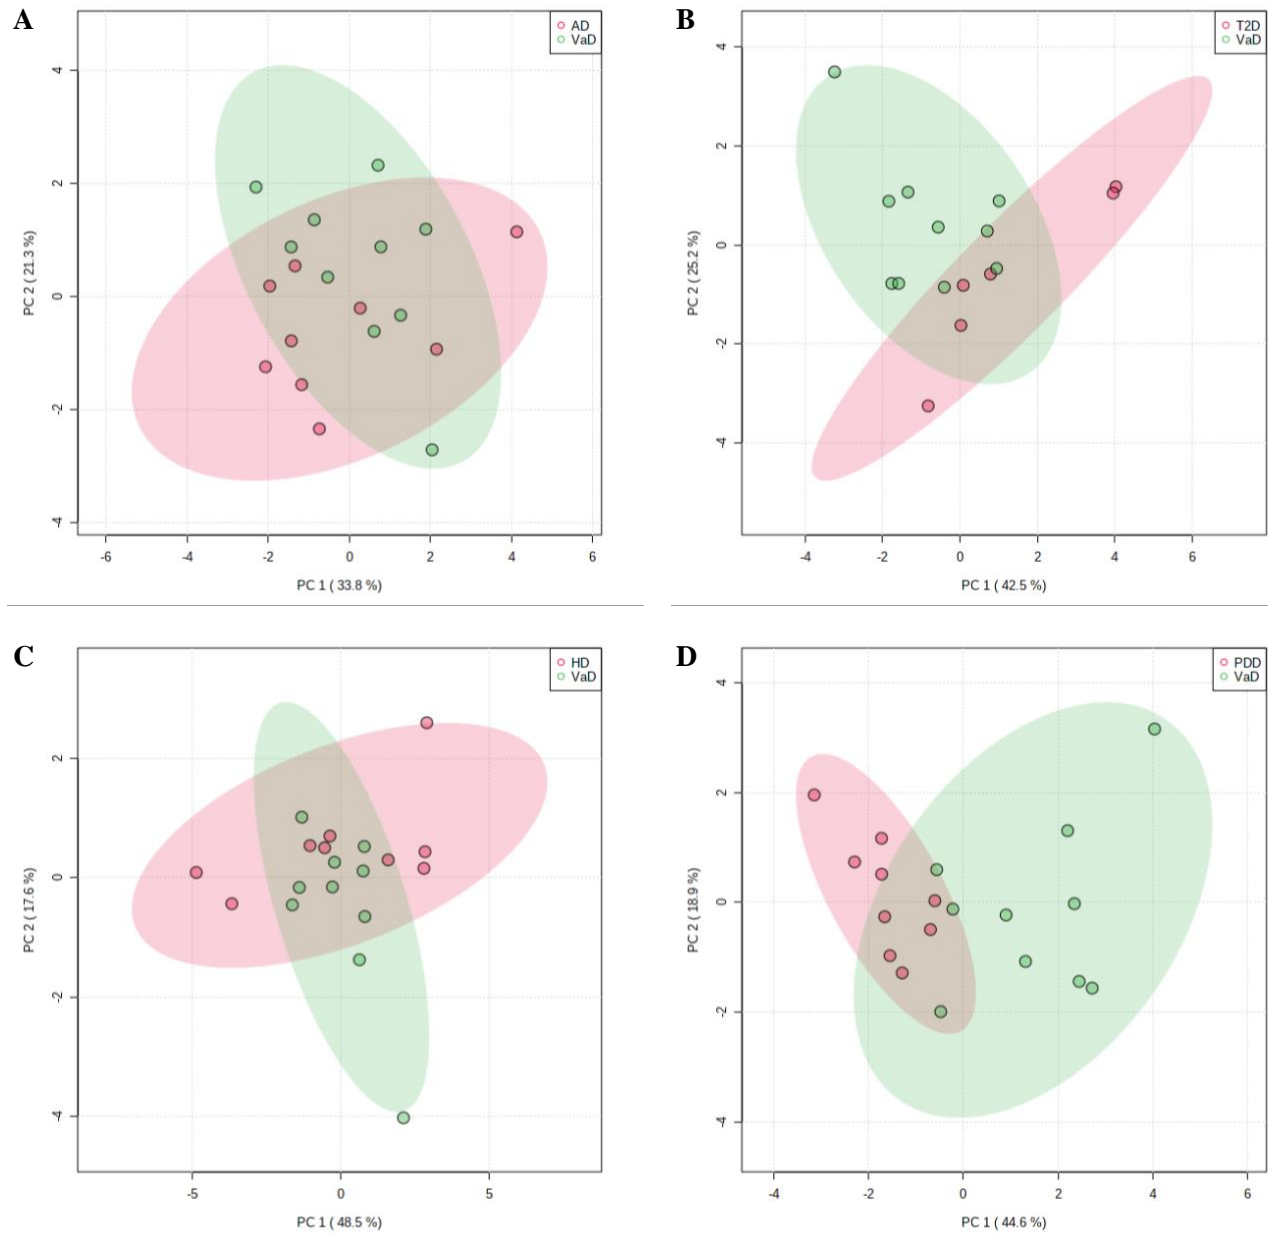 A
AD
VaD
4
2
0
-2
-4
PC 2 ( 21.3 %)
-6 -4 -2 0 2 4 6
PC 1 ( 33.8 %)
B
T2D
VaD
4
2
0
-2
-4
PC 2 ( 25.2 %)
-4 -2 0 2 4 6
PC 1 ( 42.5 %)
C
HD
VaD
2
0
-2
-4
PC 2 ( 17.6 %)
-5 0 5
PC 1 ( 48.5 %)
D
PDD
VaD
4
2
0
-2
-4
PC 2 ( 18.9 %)
-4 -2 0 2 4 6
PC 1 ( 44.6 %)